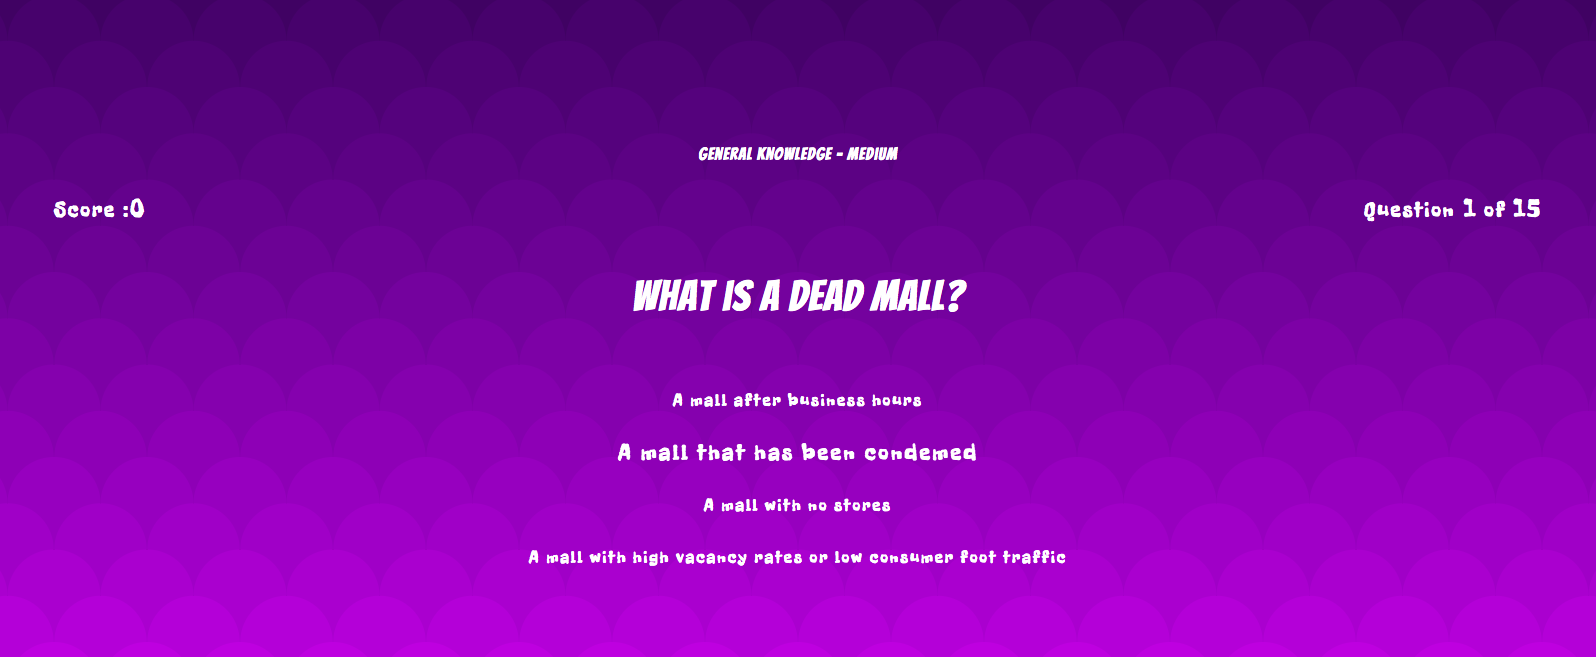 GENERAL KNOWLEDGE - MEDIUM
Score :0
Question 1 of 15
WHAT IS A DEAD MALL?
A mall after business hours
A mall that has been condemed
A mall with no stores
A mall with high vacancy rates or low consumer foot traffic